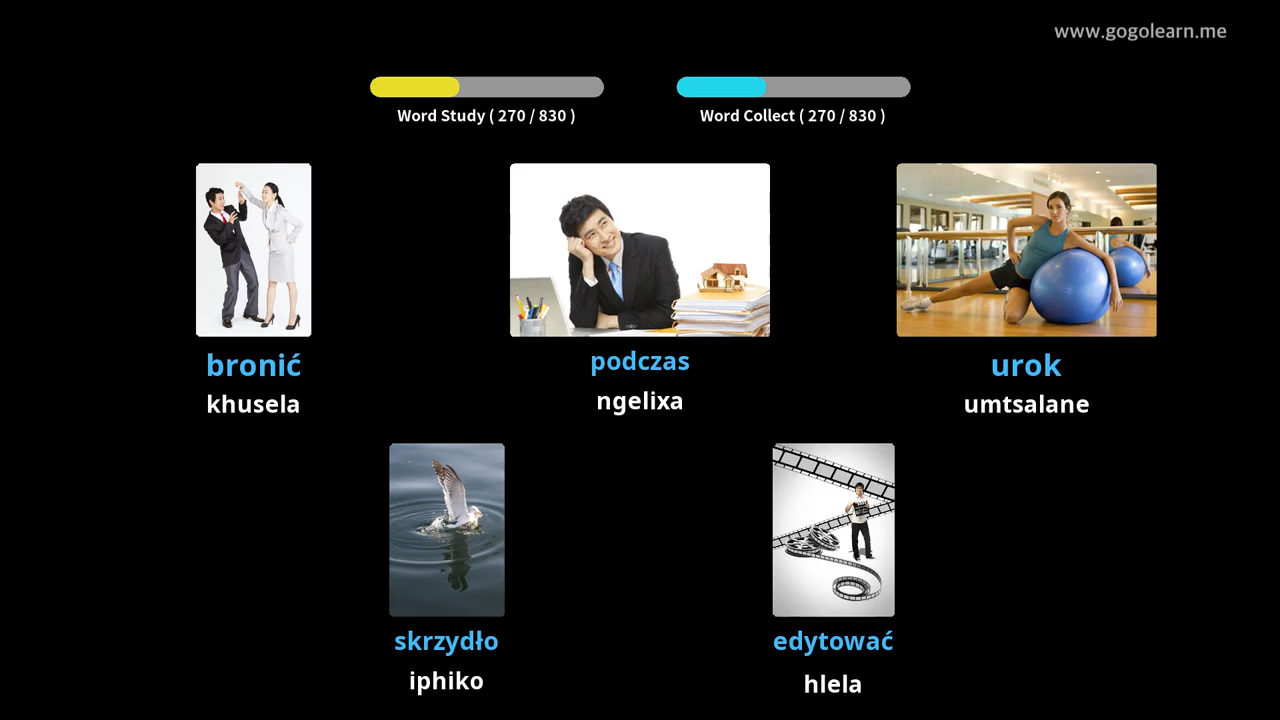 www.gogolearn.me
Word Study ( 270 / 830 )
Word Collect ( 270 / 830 )
bronić
khusela
podczas
ngelixa
urok
umtsalane
skrzydło
iphiko
edytować
hlela